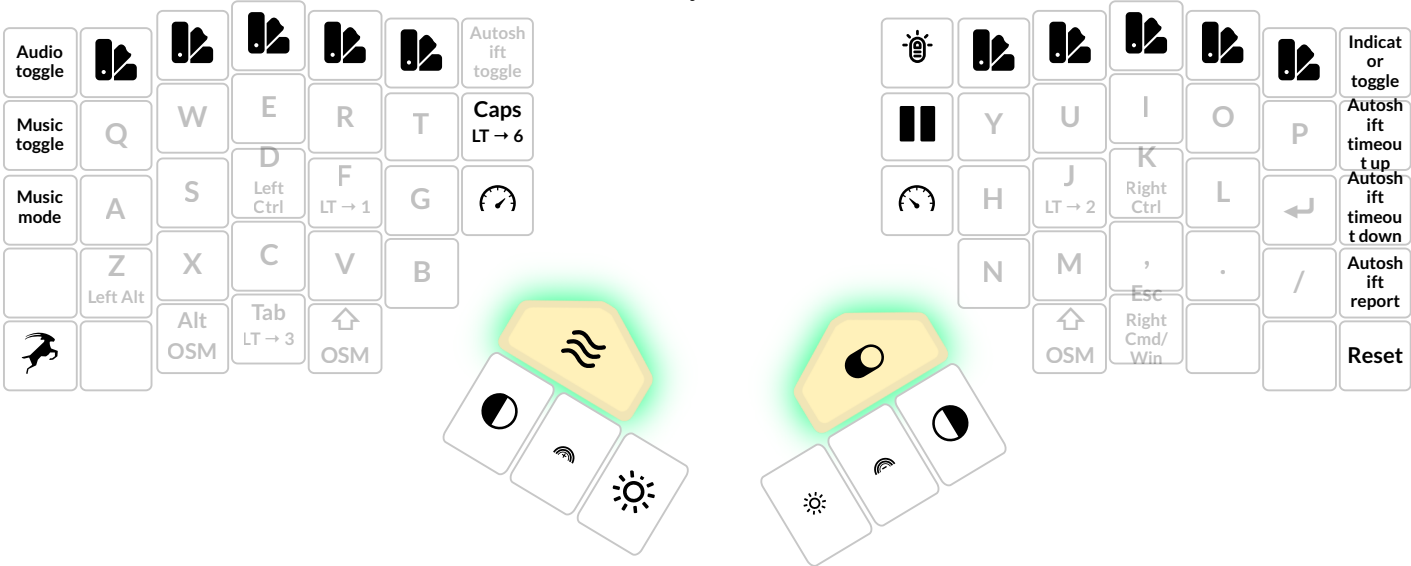 Audio
toggle
Autosh
ift
toggle
Indicat
or
toggle
Music
toggle
Q
W
E
R
T
Caps
LT → 6
Y
U
I
O
P
Autosh
ift
timeou
t up
Music
mode
A
S
D
Left
Ctrl
F
LT → 1
G
H
J
LT → 2
K
Right
Ctrl
L
Autosh
ift
timeou
t down
Z
Left Alt
X
C
V
B
N
M
,
.
/
Autosh
ift
report
Alt
OSM
Tab
LT → 3
OSM
OSM
Esc
Right
Cmd/
Win
Reset